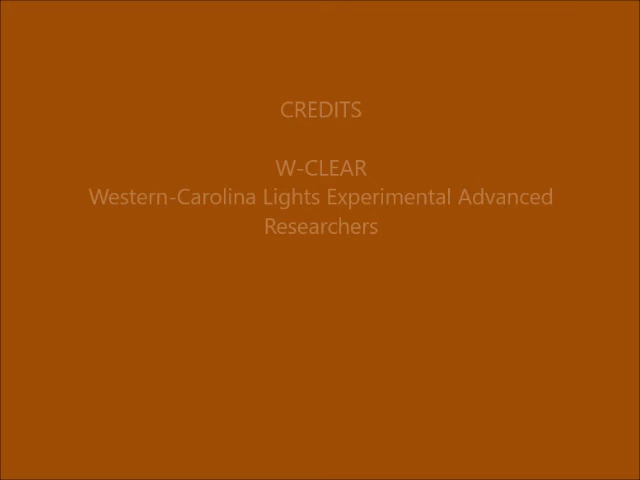 CREDITS
W-CLEAR
Western-Carolina Lights Experimental Advanced
Researchers